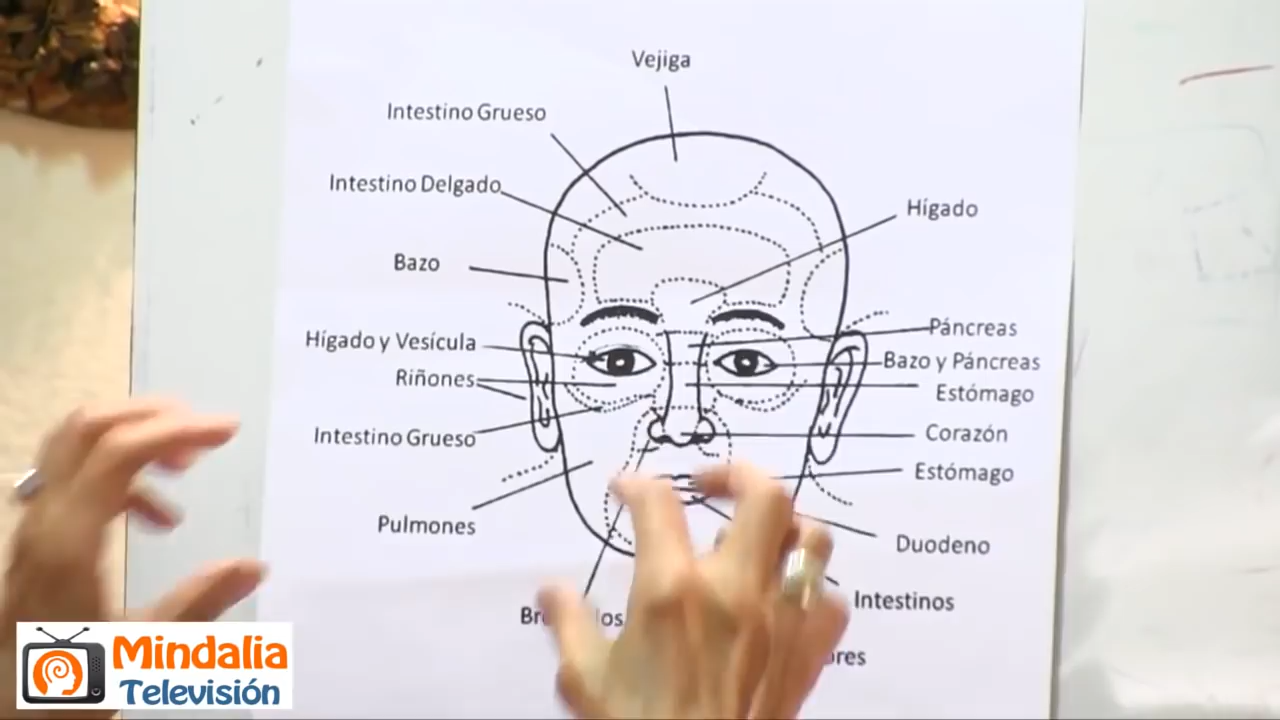 Vejiga
Intestino Grueso
Intestino Delgado
Hígado
Bazo
Páncreas
Hígado y Vesícula
Bazo y Páncreas
Riñones
Estómago
Intestino Grueso
Corazón
Estómago
Pulmones
Duodeno
Intestinos
Mindalia
Televisión